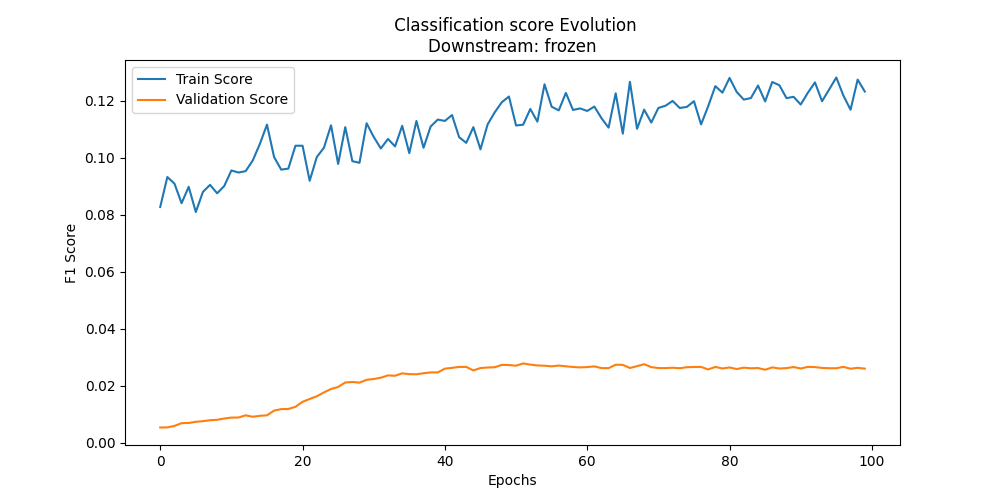 Classification score Evolution
Downstream: frozen
Train Score
Validation Score
F1 Score
0.12
0.10
0.08
0.06
0.04
0.02
0.00
0
20
40
60
80
100
Epochs